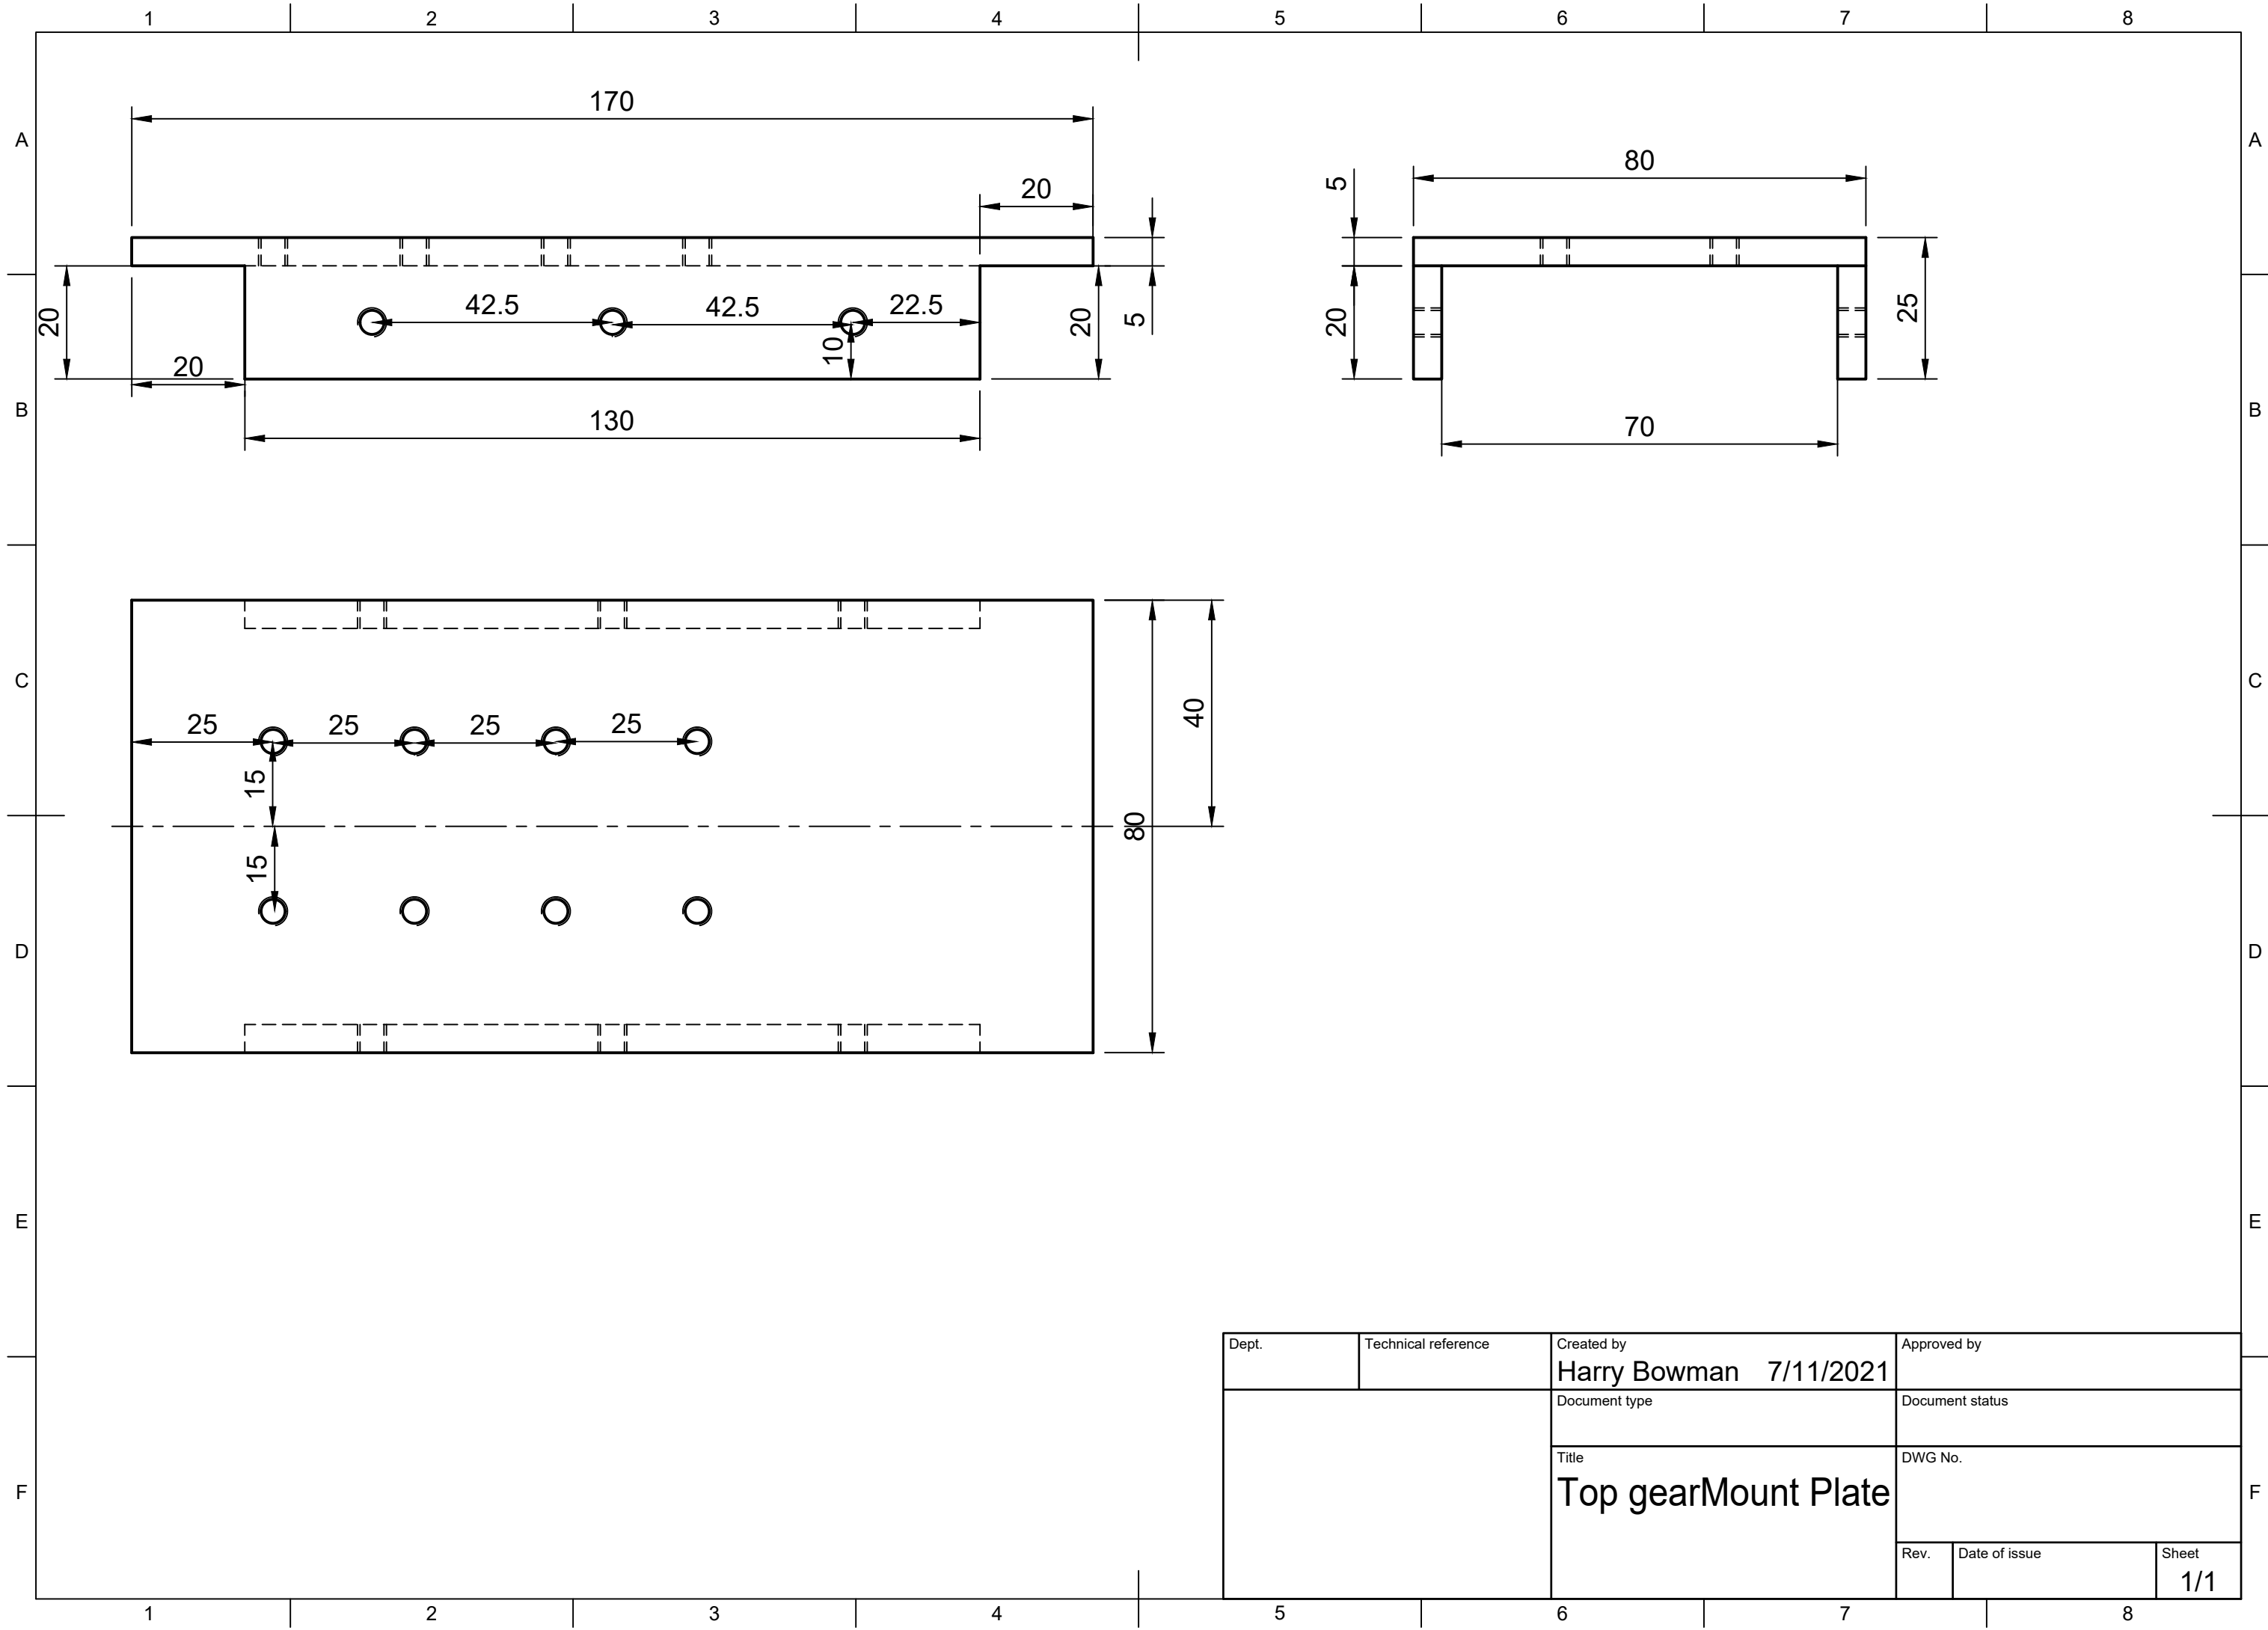 1 2 3 4 5 6 7 8
A A
170
80
20
5
5
42.5 42.5 22.5
20
20
5
20
25
10
20
B B
130
70
C C
25 25 25 25
40
15
80
15
D D
E E
Dept. Technical reference Created by Approved by
Harry Bowman 7/11/2021
Document type Document status
Title DWG No.
Top gearMount Plate
F F
Rev. Date of issue Sheet
1/1
1 2 3 4 5 6 7 8